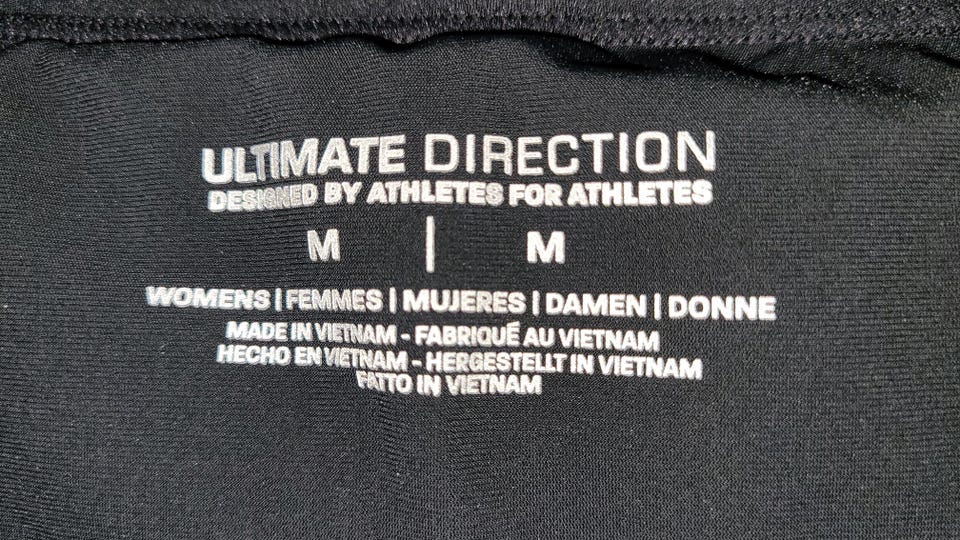 ULTIMATE DIRECTION
DESIGNED BY ATHLETES FOR ATHLETES
M | M
WOMENS | FEMMES | MUJERES | DAMEN | DONNE
MADE IN VIETNAM - FABRIQUÉ AU VIETNAM
HECHO EN VIETNAM - HERGESTELLT IN VIETNAM
FATTO IN VIETNAM